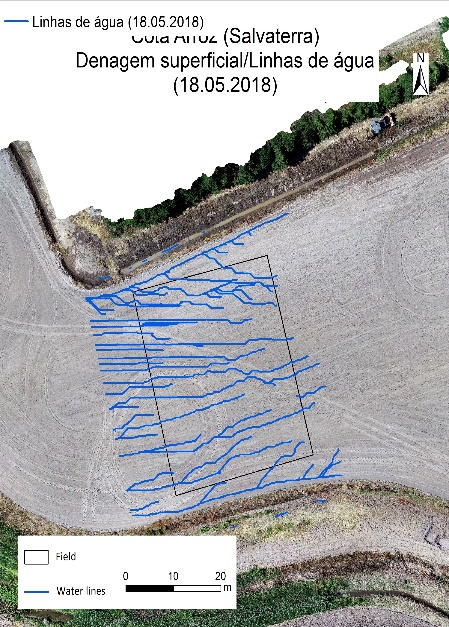 Linhas de água (18.05.2018)
Cota Arroz (Salvaterra)
Denagem superficial/Linhas de água
(18.05.2018)
N
Field
Water lines
0 10 20
m